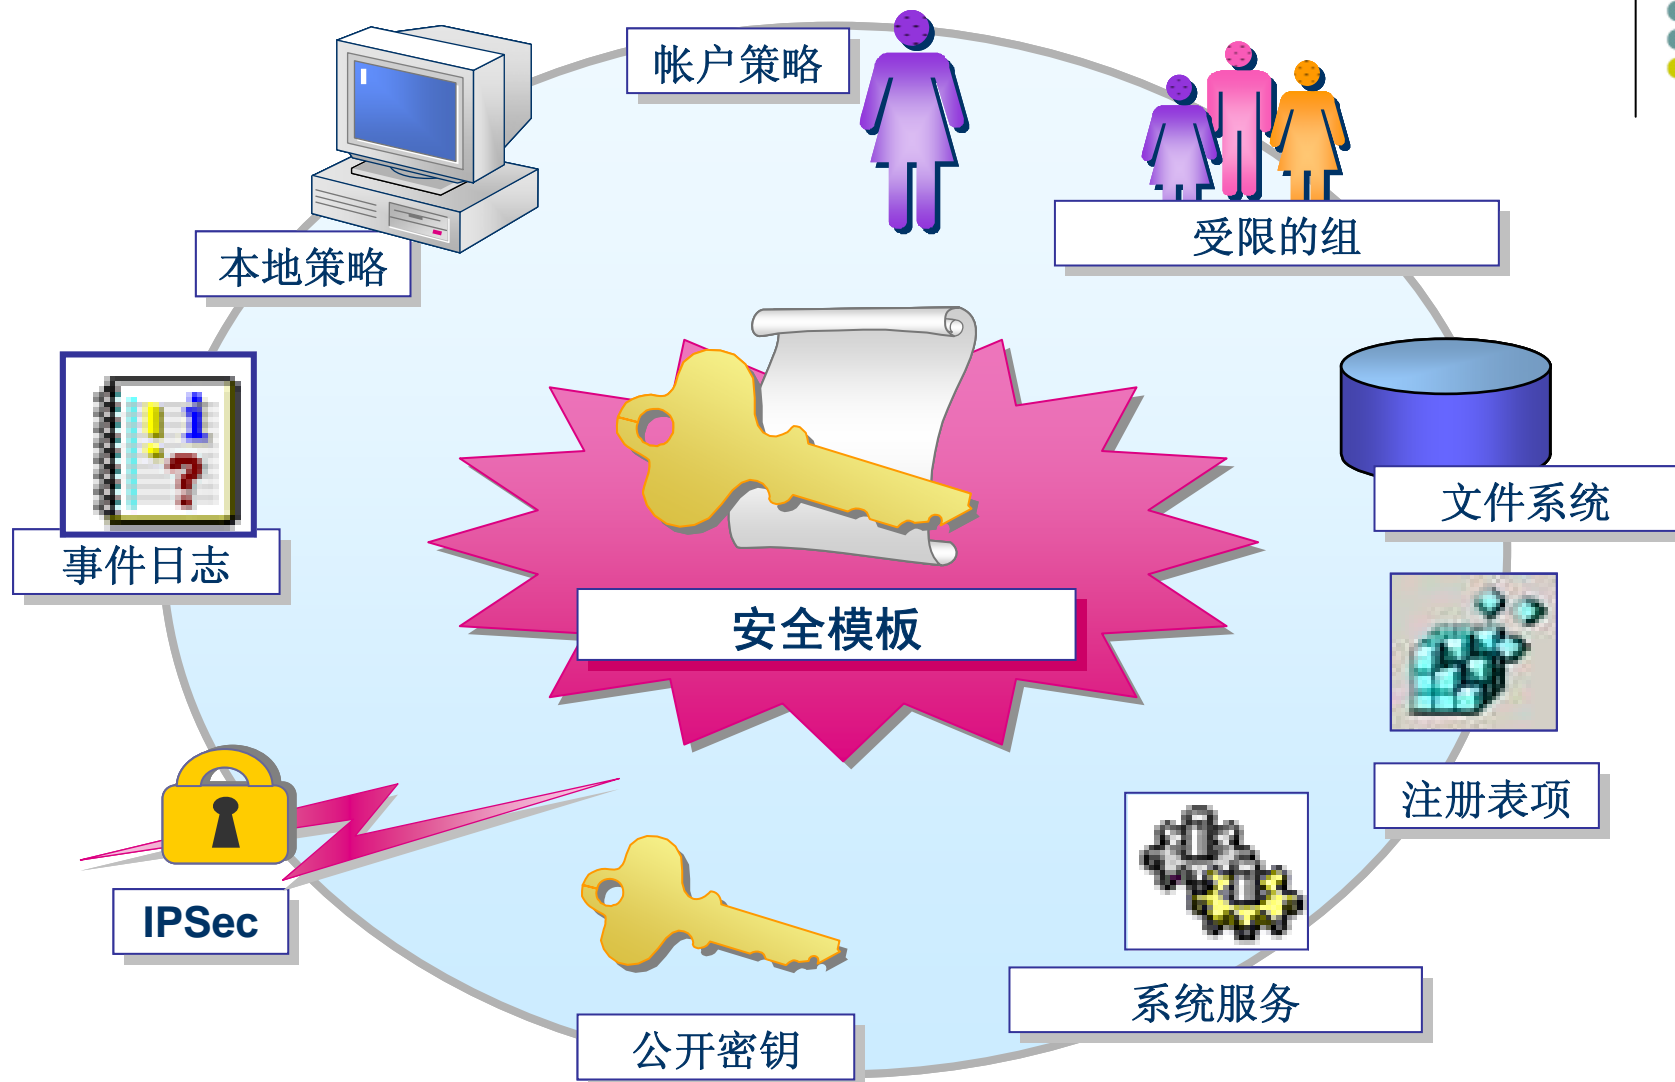 帐户策略
受限的组
本地策略
文件系统
事件日志
安全模板
注册表项
IPSec
系统服务
公开密钥